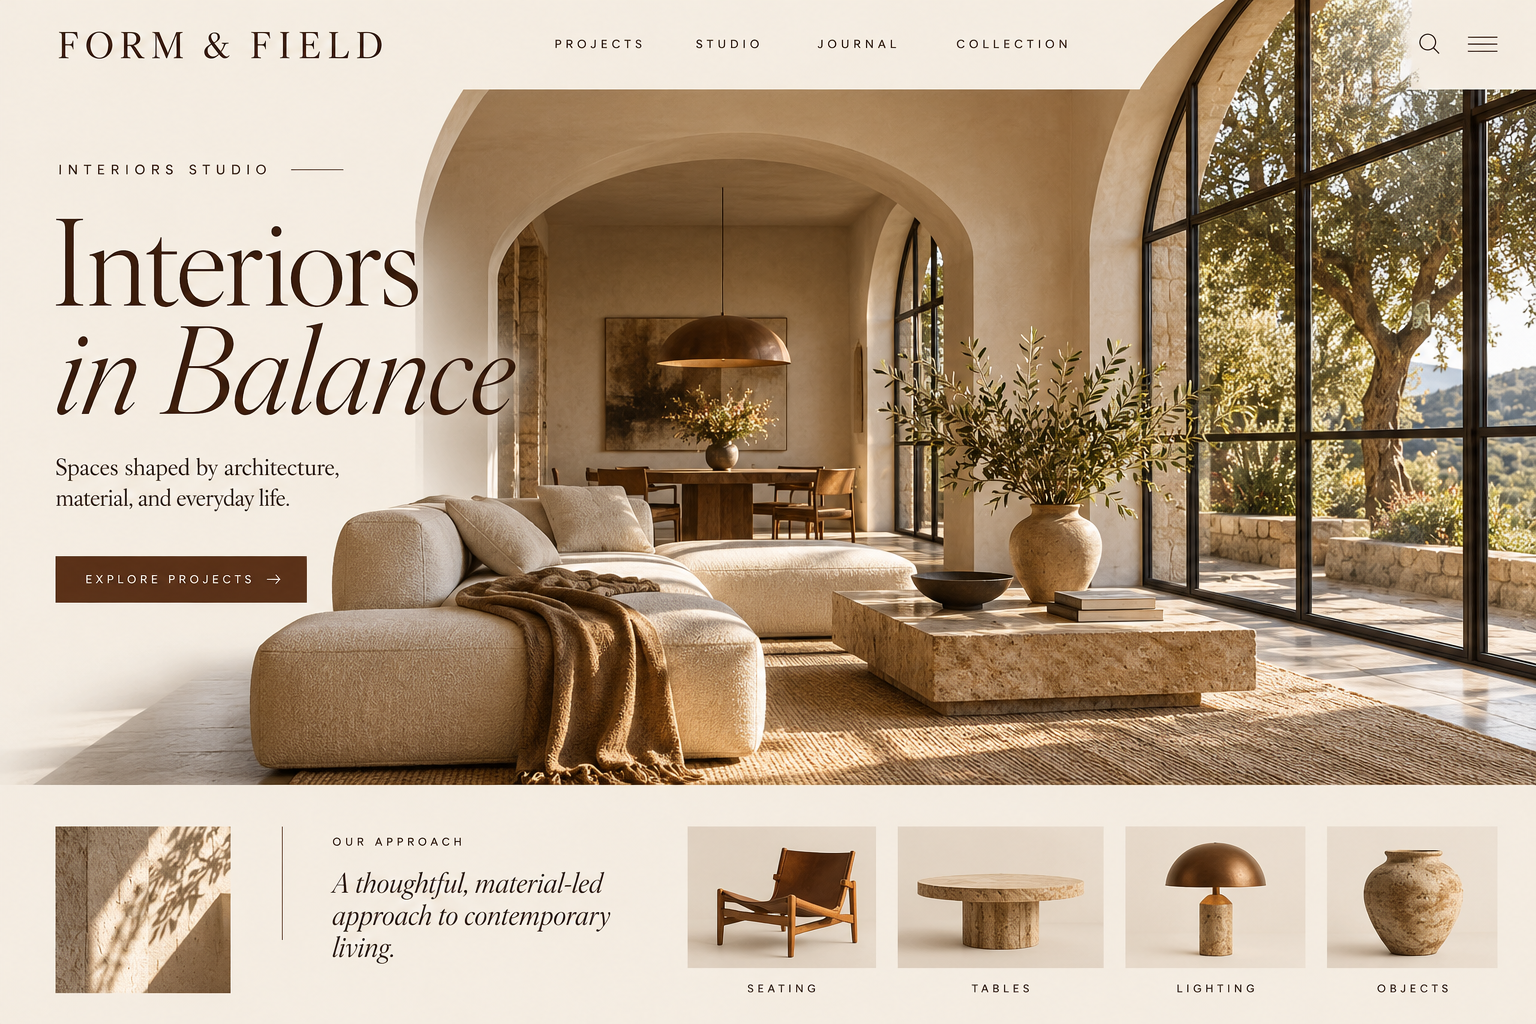 FORM & FIELD
PROJECTS
STUDIO
JOURNAL
COLLECTION
INTERIORS STUDIO
Interiors
in Balance
Spaces shaped by architecture,
material, and everyday life.
EXPLORE PROJECTS →
OUR APPROACH
A thoughtful, material-led
approach to contemporary
living.
SEATING
TABLES
LIGHTING
OBJECTS